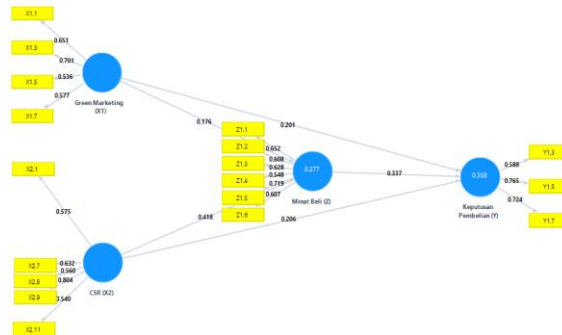 X1.1
0.651
X1.3
0.701
X1.5
0.536
X1.7
0.577
Green Marketing
(X1)
0.176
0.201
Z1.1
Z1.2
Z1.3
Z1.4
Z1.5
Z1.6
0.652
0.608
0.628
0.548
0.719
0.607
0.277
Minat Beli (Z)
0.337
0.358
Keputusan
Pembelian (Y)
0.588
0.765
0.724
Y1.3
Y1.5
Y1.7
X2.1
0.575
0.418
0.206
X2.7
X2.8
X2.9
X2.11
0.632
0.560
0.804
0.540
CSR (X2)